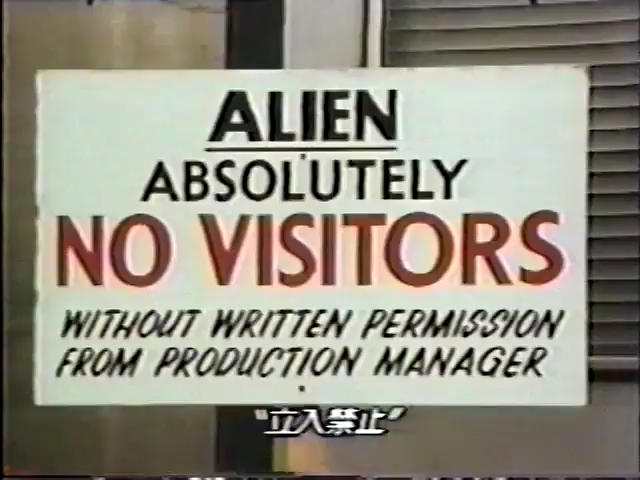 ALIEN
ABSOLUTELY
NO VISITORS
WITHOUT WRITTEN PERMISSION
FROM PRODUCTION MANAGER
“立入禁止”